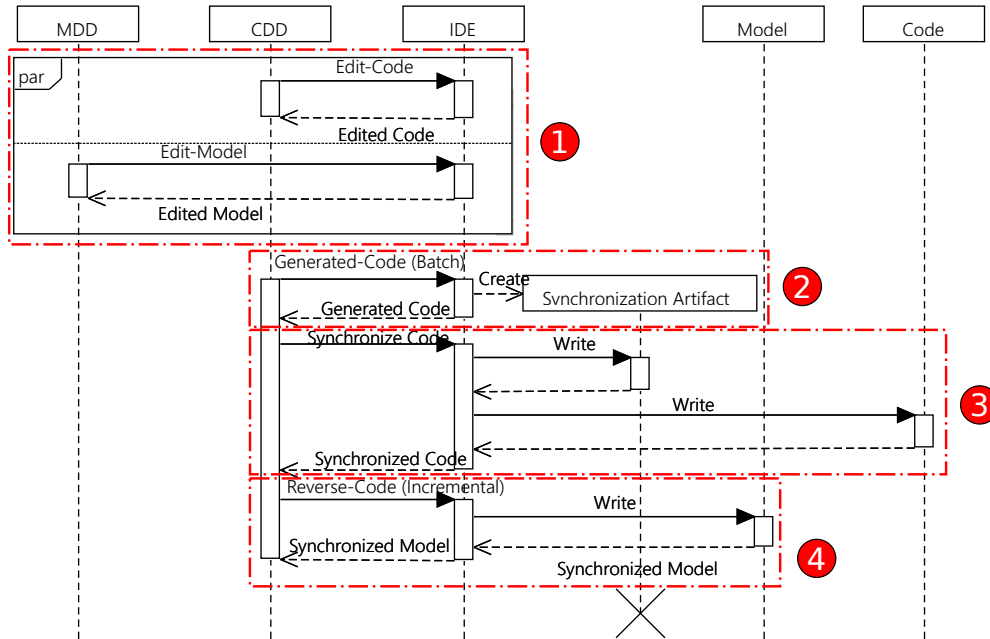 MDD CDD IDE Model Code
par
Edit-Code
Edited Code
1
Edit-Model
Edited Model
Generated-Code (Batch)
Create
Synchronization Artifact
2
Generated Code
Synchronize Code
Write
Write
3
Synchronized Code
Reverse-Code (Incremental)
Write
Synchronized Model
4
Synchronized Model